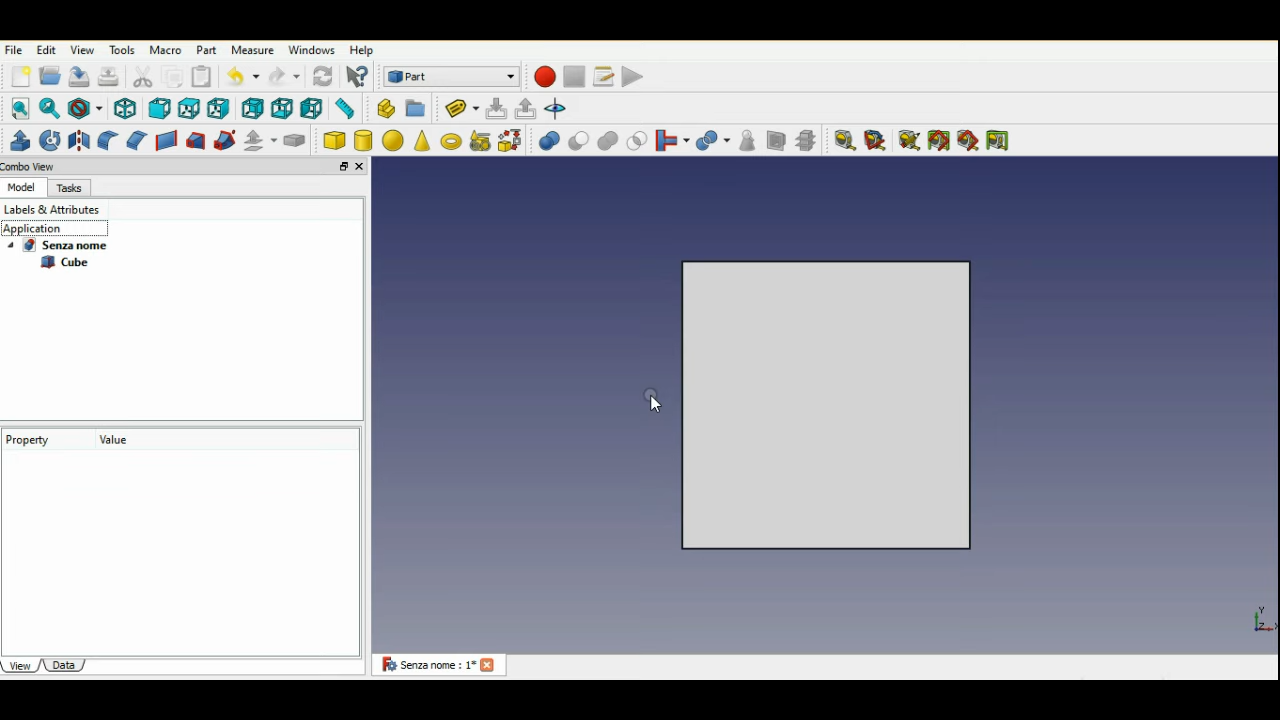 File Edit View Tools Macro Part Measure Windows Help
Part
Combo View
Model Tasks
Labels & Attributes
Application
Senza nome
Cube
Property Value
View Data
Senza nome : 1*
Y
Z X